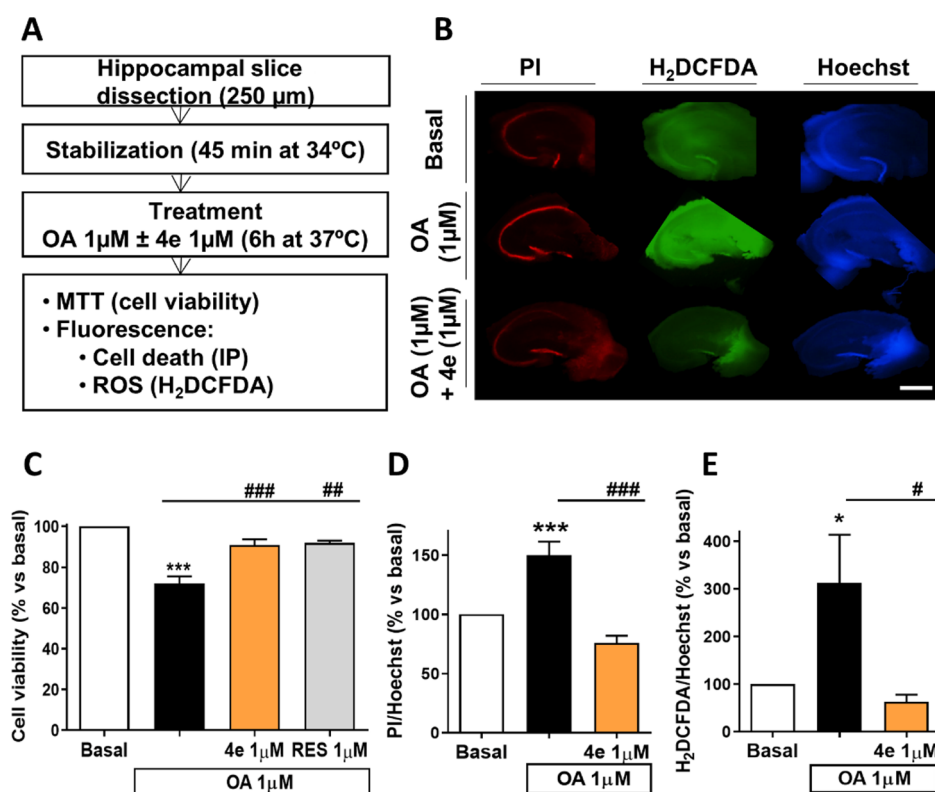 A
Hippocampal slice
dissection (250 µm)
Stabilization (45 min at 34ºC)
Treatment
OA 1µM ± 4e 1µM (6h at 37ºC)
• MTT (cell viability)
• Fluorescence:
• Cell death (IP)
• ROS (H₂DCFDA)
B
PI H₂DCFDA Hoechst
Basal
OA
(1µM)
OA (1µM)
+ 4e (1µM)
C
Cell viability (% vs basal)
120
100
80
60
40
20
0
***
###
##
Basal 4e 1µM RES 1µM
OA 1µM
D
PI/Hoechst (% vs basal)
150
100
50
0
***
###
Basal 4e 1µM
OA 1µM
E
H₂DCFDA/Hoechst (% vs basal)
400
300
200
100
0
*
#
Basal 4e 1µM
OA 1µM